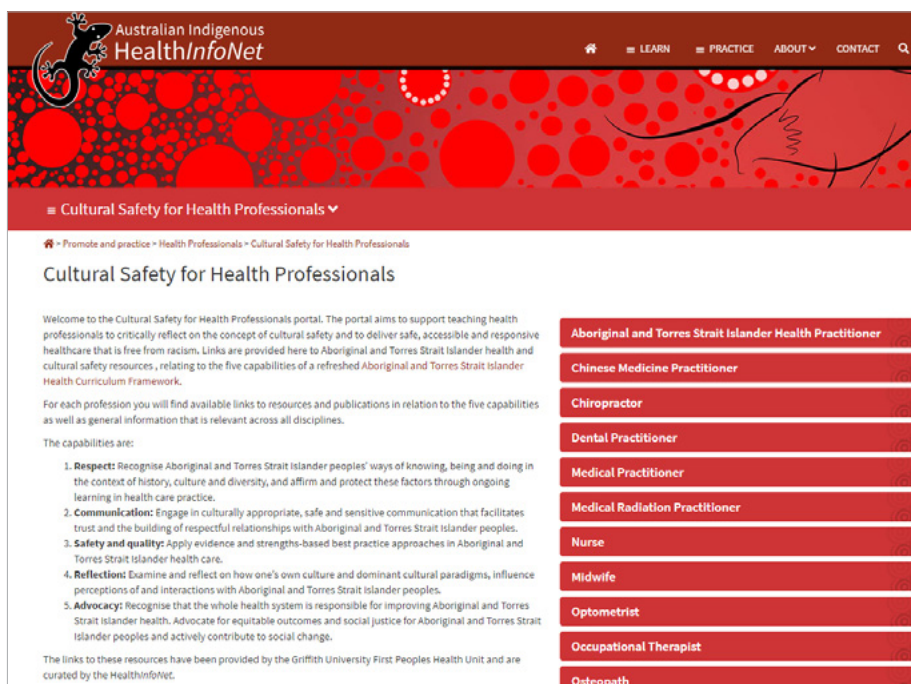 Australian Indigenous
HealthInfoNet
≡ LEARN
≡ PRACTICE
ABOUT
CONTACT
≡ Cultural Safety for Health Professionals
> Promote and practice > Health Professionals > Cultural Safety for Health Professionals
Cultural Safety for Health Professionals
Welcome to the Cultural Safety for Health Professionals portal. The portal aims to support teaching health
professionals to critically reflect on the concept of cultural safety and to deliver safe, accessible and responsive
healthcare that is free from racism. Links are provided here to Aboriginal and Torres Strait Islander health and
cultural safety resources , relating to the five capabilities of a refreshed Aboriginal and Torres Strait Islander
Health Curriculum Framework.
For each profession you will find available links to resources and publications in relation to the five capabilities
as well as general information that is relevant across all disciplines.
The capabilities are:
1. Respect: Recognise Aboriginal and Torres Strait Islander peoples' ways of knowing, being and doing in
the context of history, culture and diversity, and affirm and protect these factors through ongoing
learning in health care practice.
2. Communication: Engage in culturally appropriate, safe and sensitive communication that facilitates
trust and the building of respectful relationships with Aboriginal and Torres Strait Islander peoples.
3. Safety and quality: Apply evidence and strengths-based best practice approaches in Aboriginal and
Torres Strait Islander health care.
4. Reflection: Examine and reflect on how one's own culture and dominant cultural paradigms, influence
perceptions of and interactions with Aboriginal and Torres Strait Islander peoples.
5. Advocacy: Recognise that the whole health system is responsible for improving Aboriginal and Torres
Strait Islander health. Advocate for equitable outcomes and social justice for Aboriginal and Torres Strait
Islander peoples and actively contribute to social change.
The links to these resources have been provided by the Griffith University First Peoples Health Unit and are
curated by the HealthInfoNet.
Aboriginal and Torres Strait Islander Health Practitioner
Chinese Medicine Practitioner
Chiropractor
Dental Practitioner
Medical Practitioner
Medical Radiation Practitioner
Nurse
Midwife
Optometrist
Occupational Therapist
Osteopath